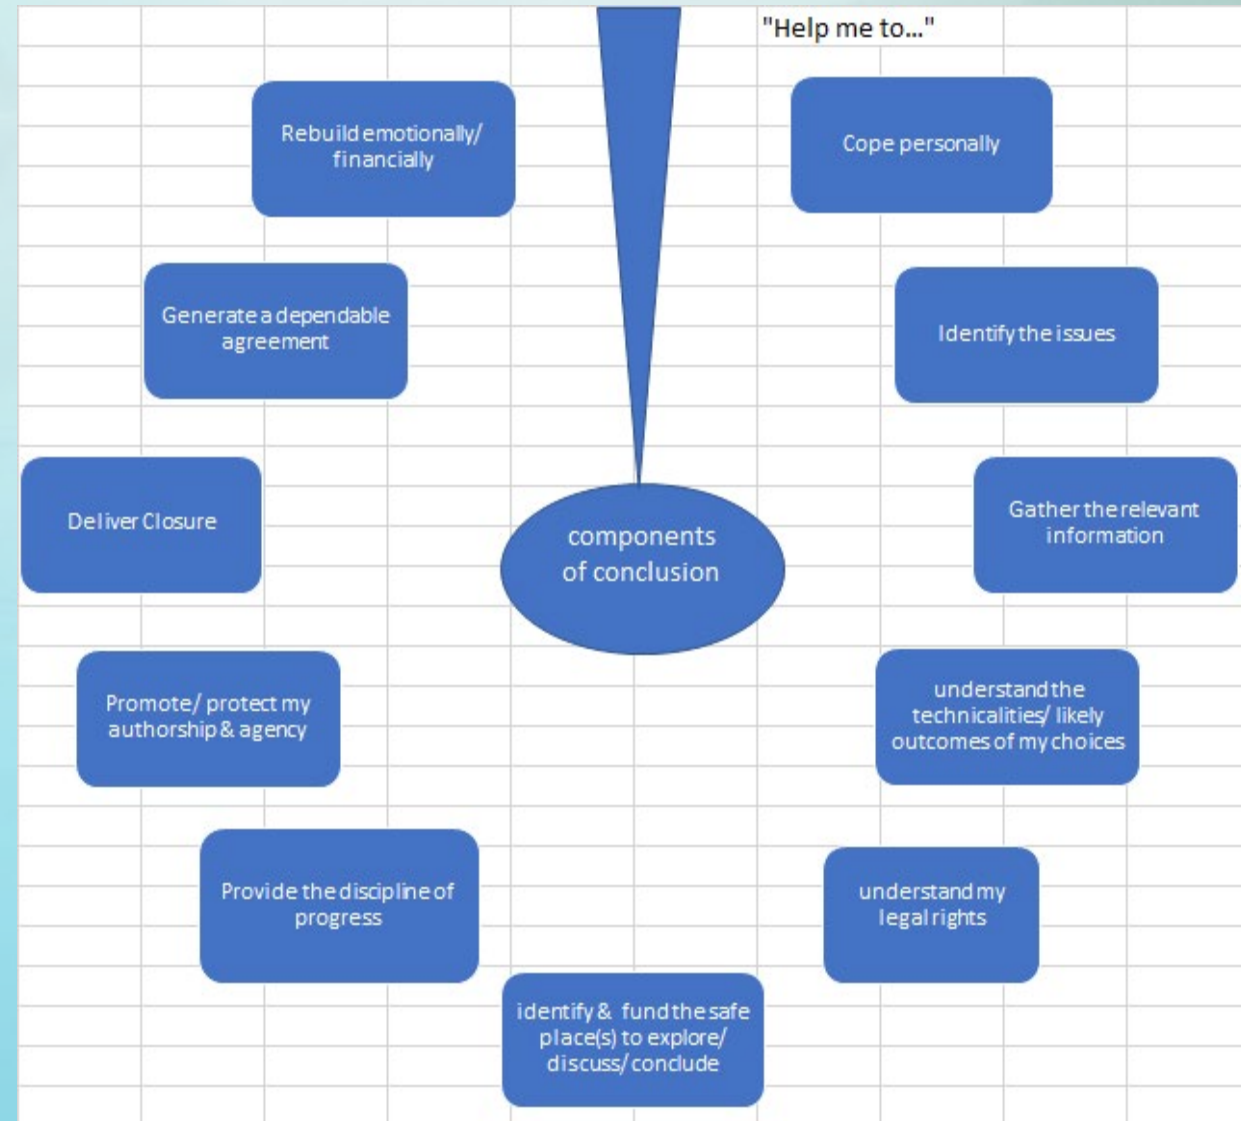 "Help me to..."
Cope personally
Identify the issues
Gather the relevant
information
understand the
technicalities/ likely
outcomes of my choices
understand my
legal rights
identify & fund the safe
place(s) to explore/
discuss/ conclude
Provide the discipline of
progress
Promote/ protect my
authorship & agency
Deliver Closure
Generate a dependable
agreement
Rebuild emotionally/
financially
components
of conclusion